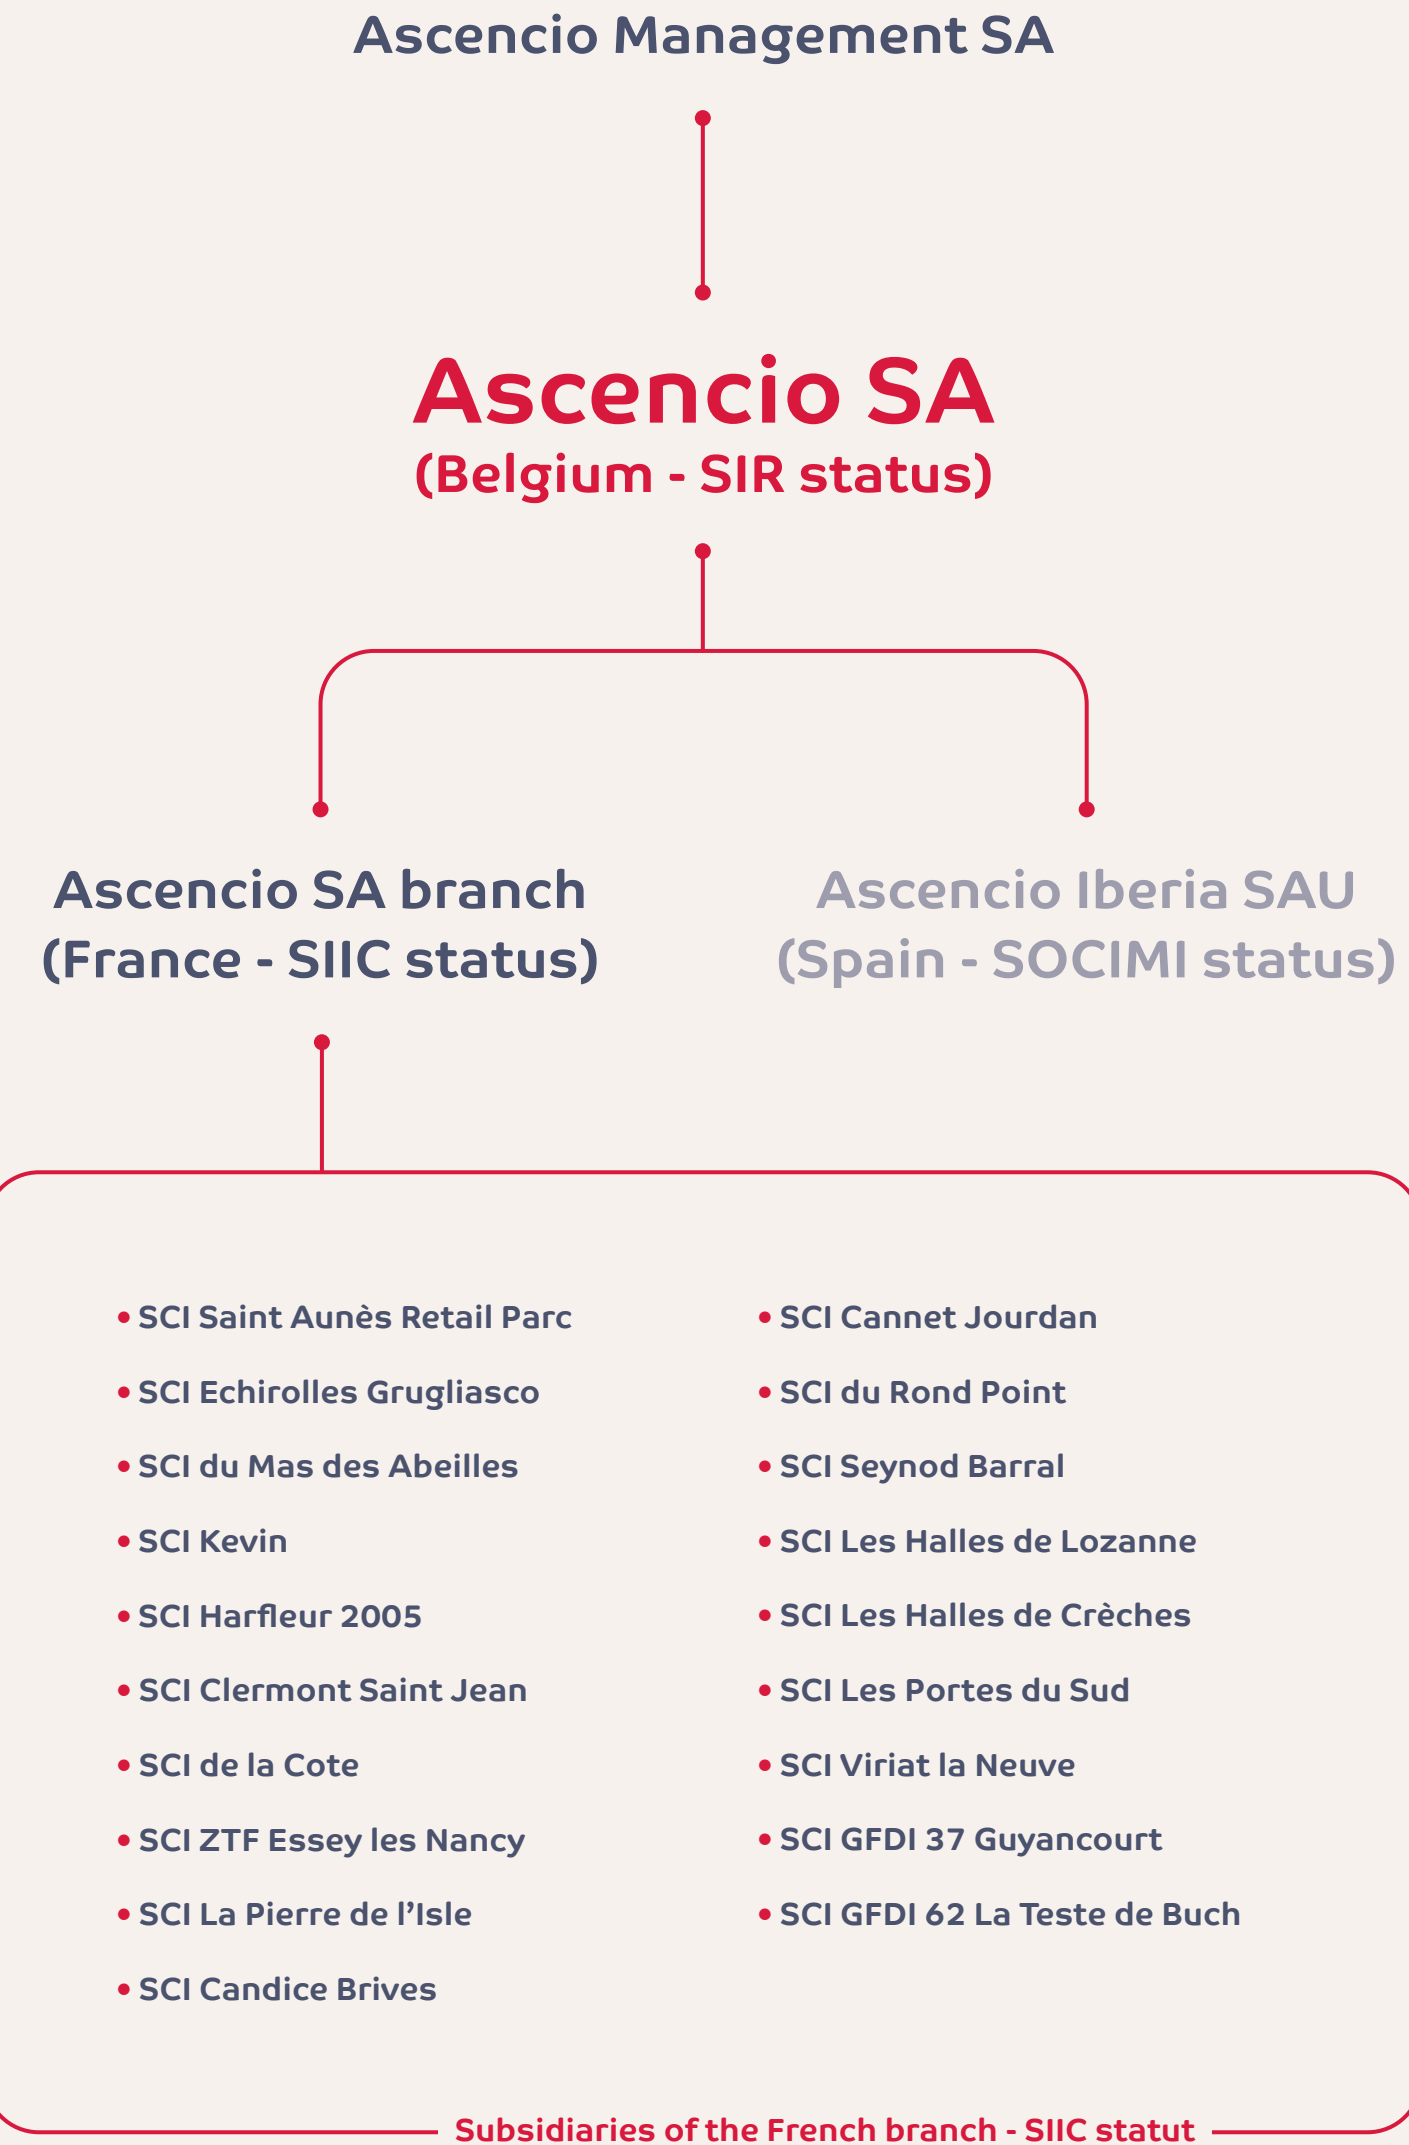 Ascencio Management SA
Ascencio SA
(Belgium - SIR status)
Ascencio SA branch
(France - SIIC status)
Ascencio Iberia SAU
(Spain - SOCIMI status)
• SCI Saint Aunès Retail Parc
• SCI Echirolles Grugliasco
• SCI du Mas des Abeilles
• SCI Kevin
• SCI Harfleur 2005
• SCI Clermont Saint Jean
• SCI de la Cote
• SCI ZTF Essey les Nancy
• SCI La Pierre de l’Isle
• SCI Candice Brives
• SCI Cannet Jourdan
• SCI du Rond Point
• SCI Seynod Barral
• SCI Les Halles de Lozanne
• SCI Les Halles de Crèches
• SCI Les Portes du Sud
• SCI Viriat la Neuve
• SCI GFDI 37 Guyancourt
• SCI GFDI 62 La Teste de Buch
Subsidiaries of the French branch - SIIC statut